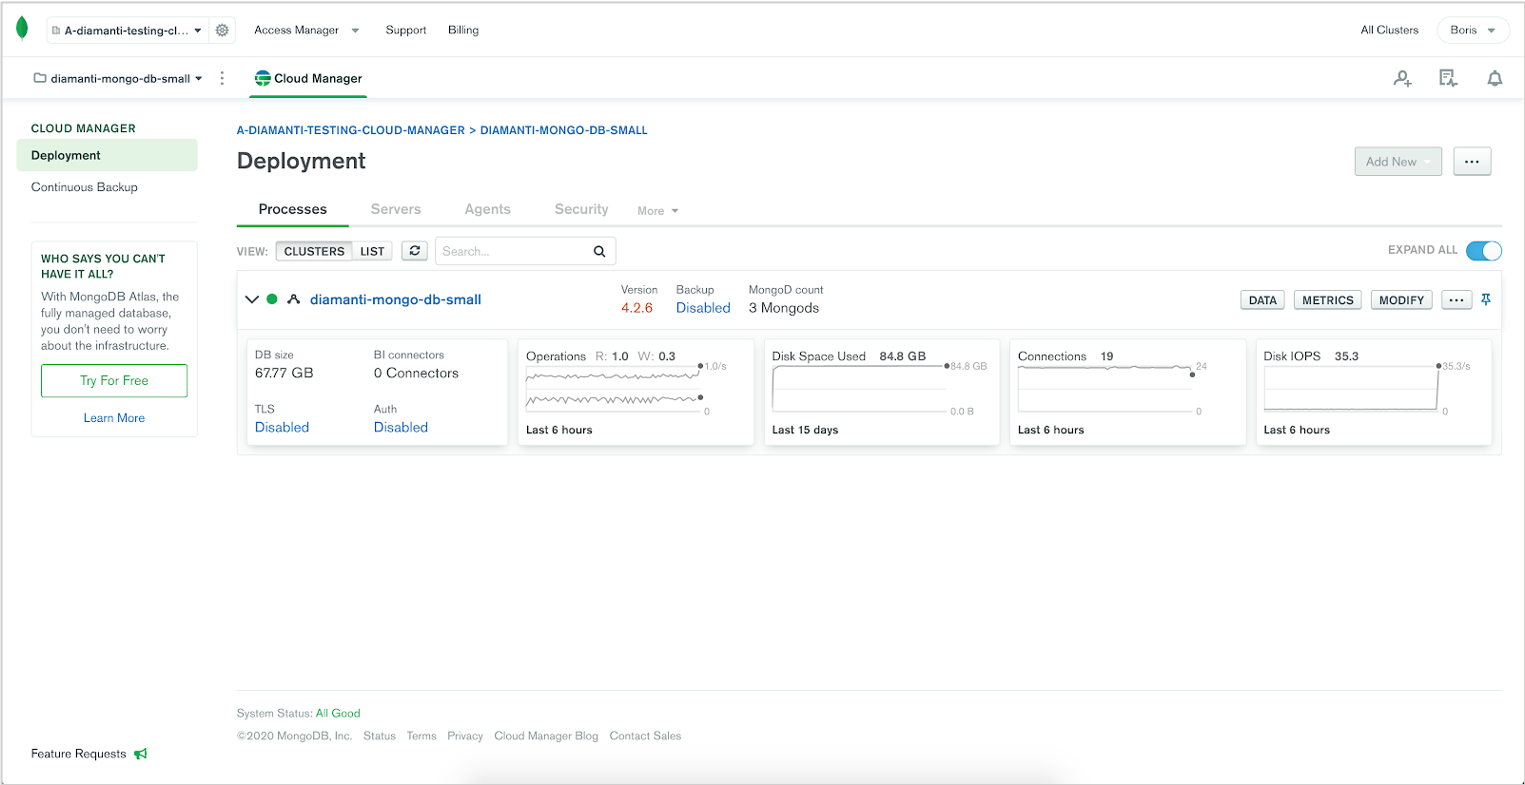 A-diamanti-testing-cl...
Access Manager
Support
Billing
All Clusters
Boris
diamanti-mongo-db-small
Cloud Manager
CLOUD MANAGER
Deployment
Continuous Backup
WHO SAYS YOU CAN'T
HAVE IT ALL?
With MongoDB Atlas, the
fully managed database,
you don't need to worry
about the infrastructure.
Try For Free
Learn More
Feature Requests
A-DIAMANTI-TESTING-CLOUD-MANAGER > DIAMANTI-MONGO-DB-SMALL
Deployment
Add New
...
Processes Servers Agents Security More
VIEW: CLUSTERS LIST Search...
EXPAND ALL
diamanti-mongo-db-small
Version
4.2.6
Backup
Disabled
MongoD count
3 Mongods
DATA METRICS MODIFY ...
DB size
67.77 GB
BI connectors
0 Connectors
TLS
Disabled
Auth
Disabled
Operations R: 1.0 W: 0.3
1.0/s
0
Last 6 hours
Disk Space Used 84.8 GB
84.8 GB
0.0 B
Last 15 days
Connections 19
24
0
Last 6 hours
Disk IOPS 35.3
35.3/s
0
Last 6 hours
System Status: All Good
©2020 MongoDB, Inc. Status Terms Privacy Cloud Manager Blog Contact Sales